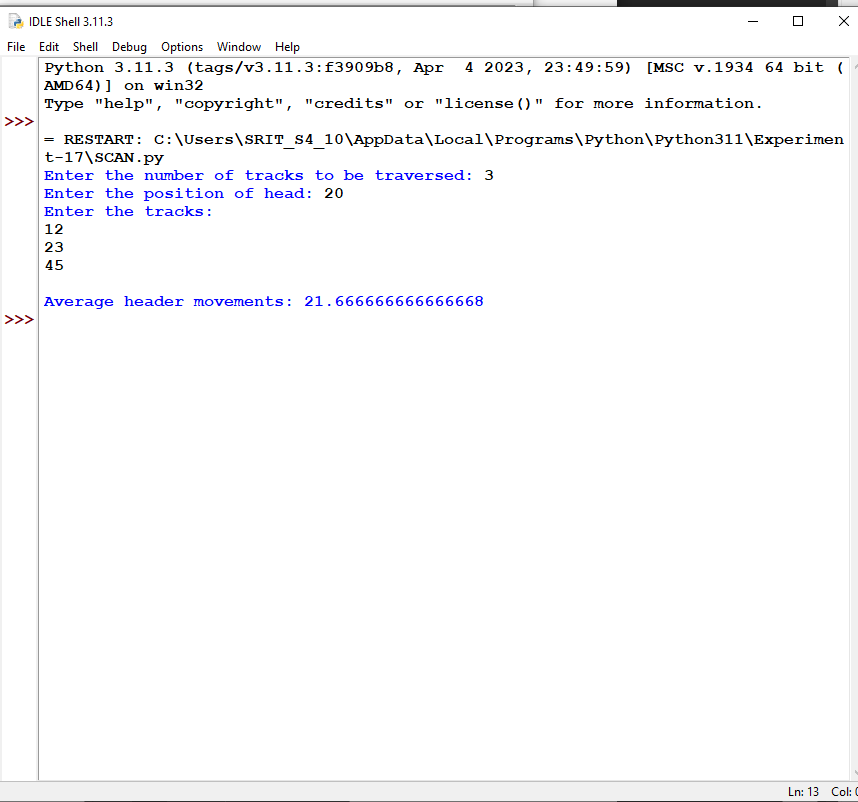 IDLE Shell 3.11.3
File Edit Shell Debug Options Window Help
Python 3.11.3 (tags/v3.11.3:f3909b8, Apr  4 2023, 23:49:59) [MSC v.1934 64 bit (
AMD64)] on win32
Type "help", "copyright", "credits" or "license()" for more information.
>>>
= RESTART: C:\Users\SRIT_S4_10\AppData\Local\Programs\Python\Python311\Experimen
t-17\SCAN.py
Enter the number of tracks to be traversed: 3
Enter the position of head: 20
Enter the tracks:
12
23
45
Average header movements: 21.666666666666668
>>>
Ln: 13 Col: